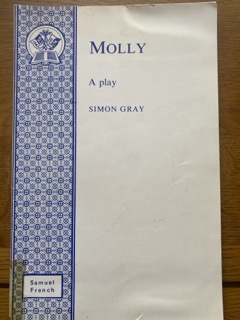 MOLLY
A play
SIMON GRAY
Samuel
French